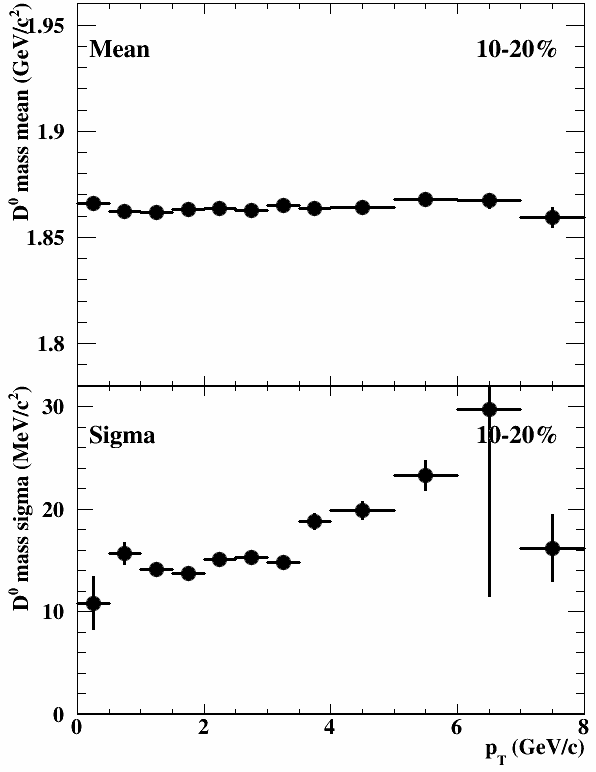 D⁰ mass mean (GeV/c²)
1.95
Mean
10-20%
1.9
1.85
1.8
D⁰ mass sigma (MeV/c²)
30
Sigma
10-20%
20
10
0
0 2 4 6 8
p_T (GeV/c)